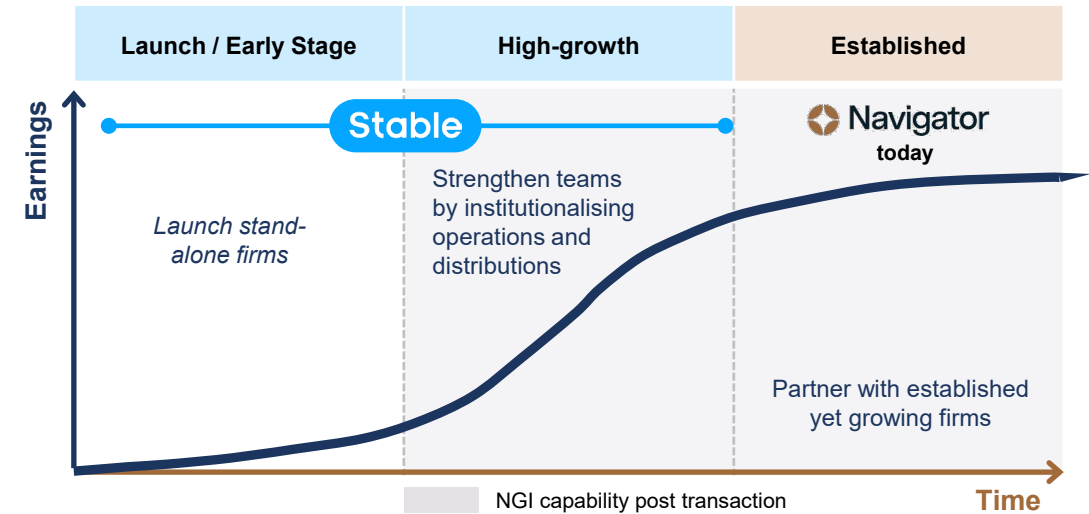 Launch / Early Stage
High-growth
Established
Earnings
Stable
Navigator
today
Launch stand-
alone firms
Strengthen teams
by institutionalising
operations and
distributions
Partner with established
yet growing firms
NGI capability post transaction
Time